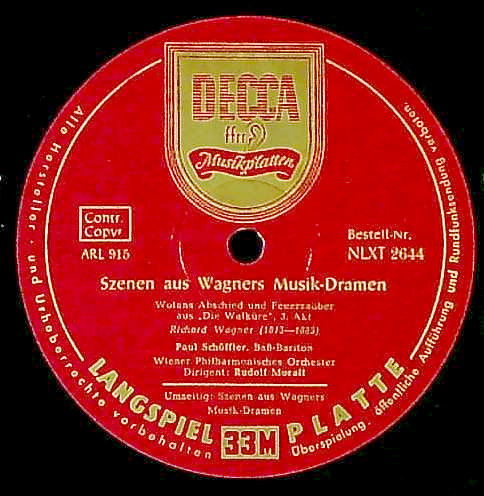 DECCA
ffrr
Musikplatten
Contr.
Copyr
ARL 915
Bestell-Nr.
NLXT 2644
Szenen aus Wagners Musik-Dramen
Wotans Abschied und Feuerzauber
aus „Die Walküre", 3. Akt
Richard Wagner (1813—1883)
Paul Schöffler, Baß-Bariton
Wiener Philharmonisches Orchester
Dirigent: Rudolf Moralt
Umseitig: Szenen aus Wagners
Musik-Dramen
LANGSPIEL 33M PLATTE
Alle Hersteller- und Urheberrechte vorbehalten
Überspielung, öffentliche Aufführung und Rundfunksendung verboten.